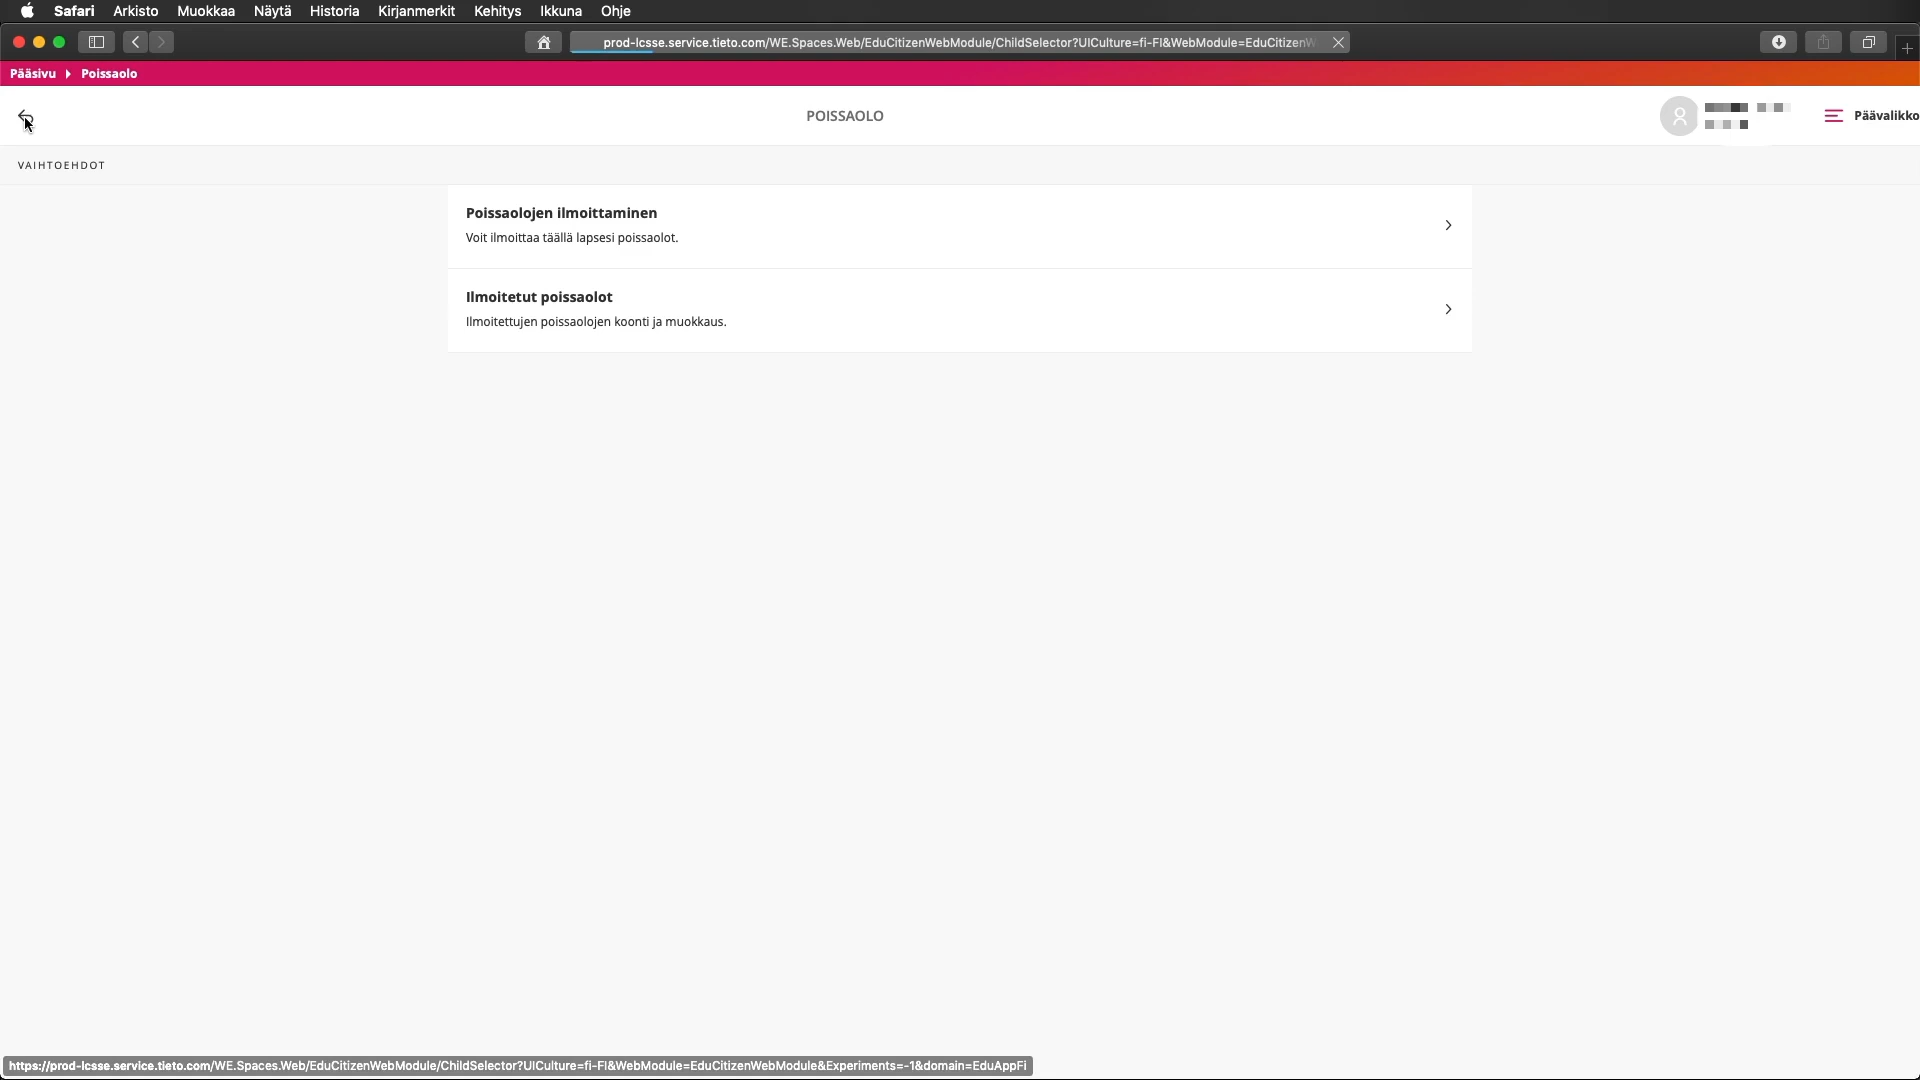 Safari Arkisto Muokkaa Näytä Historia Kirjanmerkit Kehitys Ikkuna Ohje
prod-lcsse.service.tieto.com/WE.Spaces.Web/EduCitizenWebModule/ChildSelector?UICulture=fi-FI&WebModule=EduCitizenW
Pääsivu Poissaolo
POISSAOLO
Päävalikko
VAIHTOEHDOT
Poissaolojen ilmoittaminen
Voit ilmoittaa täällä lapsesi poissaolot.
Ilmoitetut poissaolot
Ilmoitettujen poissaolojen koonti ja muokkaus.
https://prod-lcsse.service.tieto.com/WE.Spaces.Web/EduCitizenWebModule/ChildSelector?UICulture=fi-FI&WebModule=EduCitizenWebModule&Experiments=-1&domain=EduAppFi